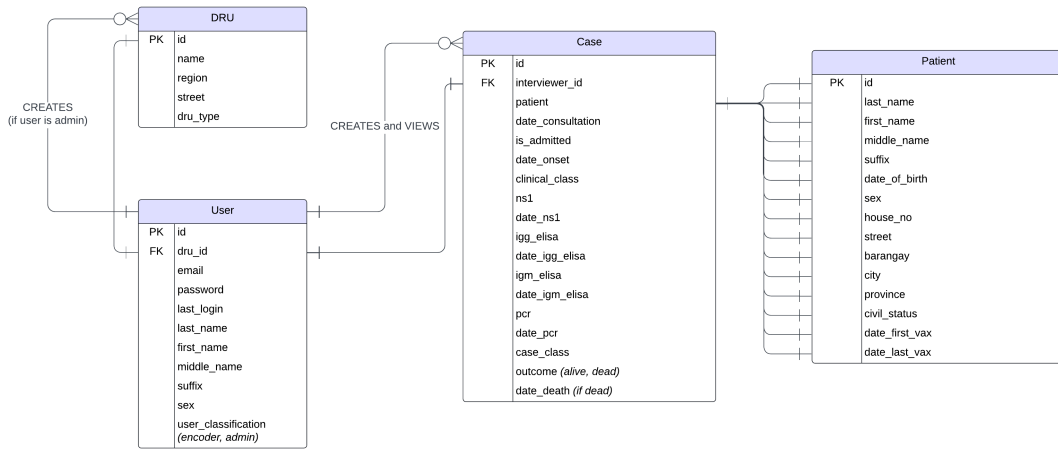 DRU
PK id
name
region
street
dru_type
CREATES
(if user is admin)
User
PK id
FK dru_id
email
password
last_login
last_name
first_name
middle_name
suffix
sex
user_classification
(encoder, admin)
CREATES and VIEWS
Case
PK id
FK interviewer_id
patient
date_consultation
is_admitted
date_onset
clinical_class
ns1
date_ns1
igg_elisa
date_igg_elisa
igm_elisa
date_igm_elisa
pcr
date_pcr
case_class
outcome (alive, dead)
date_death (if dead)
Patient
PK id
last_name
first_name
middle_name
suffix
date_of_birth
sex
house_no
street
barangay
city
province
civil_status
date_first_vax
date_last_vax